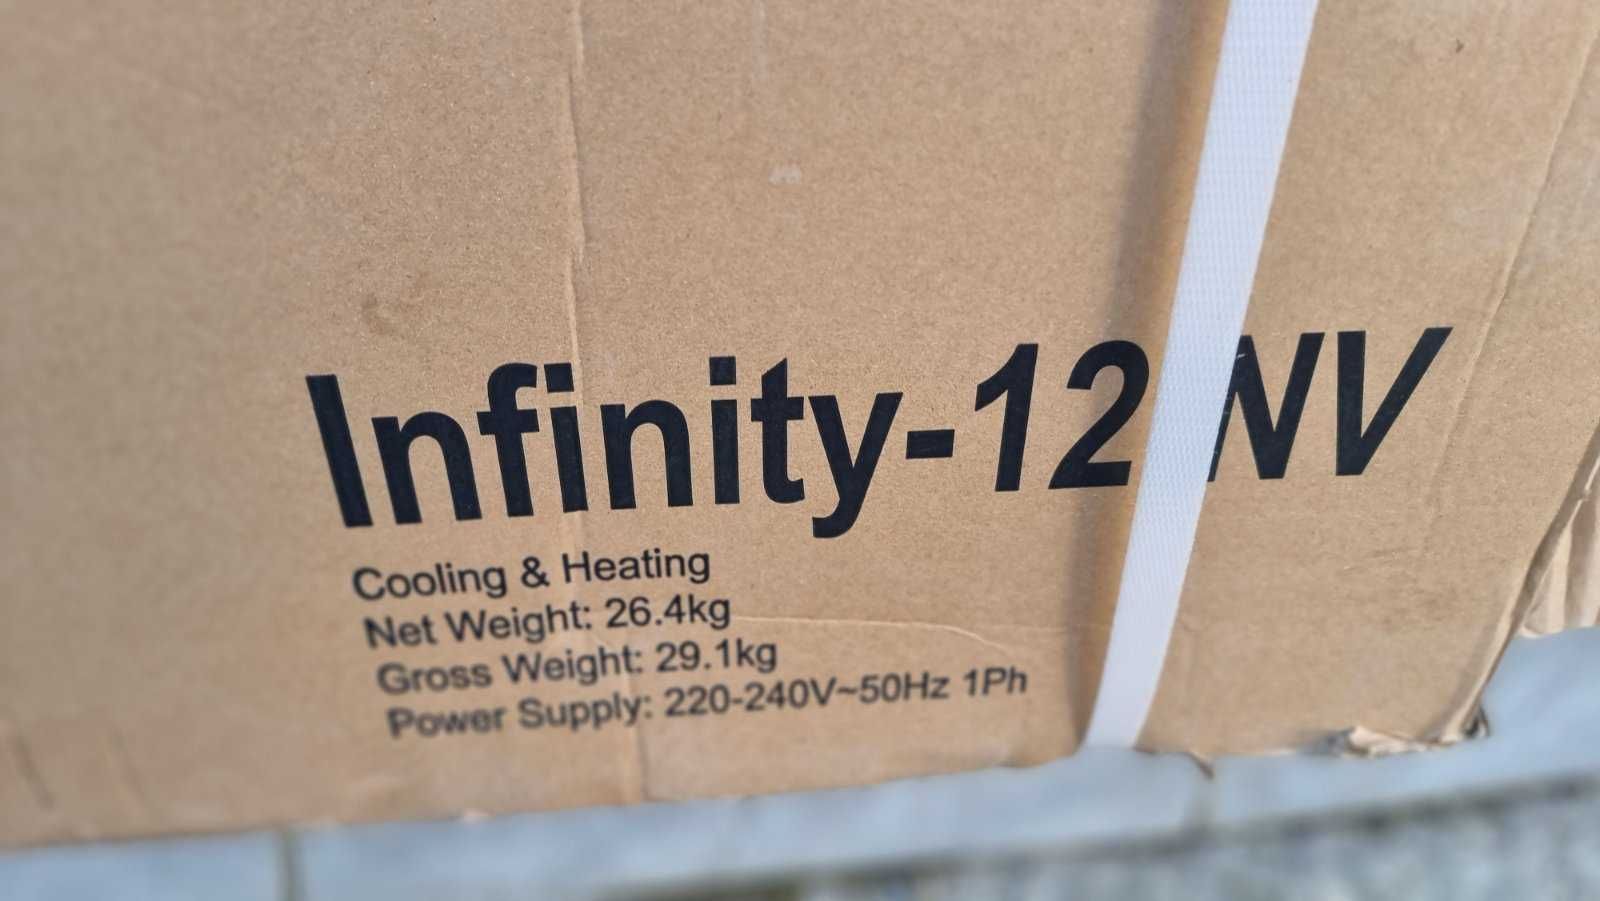 Infinity-12 NV
Cooling & Heating
Net Weight: 26.4kg
Gross Weight: 29.1kg
Power Supply: 220-240V~50Hz 1Ph